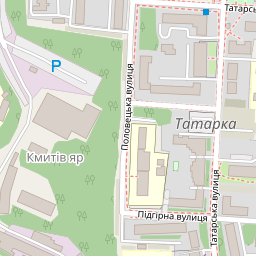 Татарсь
P
Половецька вулиця
Татарка
Кмитів яр
Підгірна вулиця
Татарська вулиця